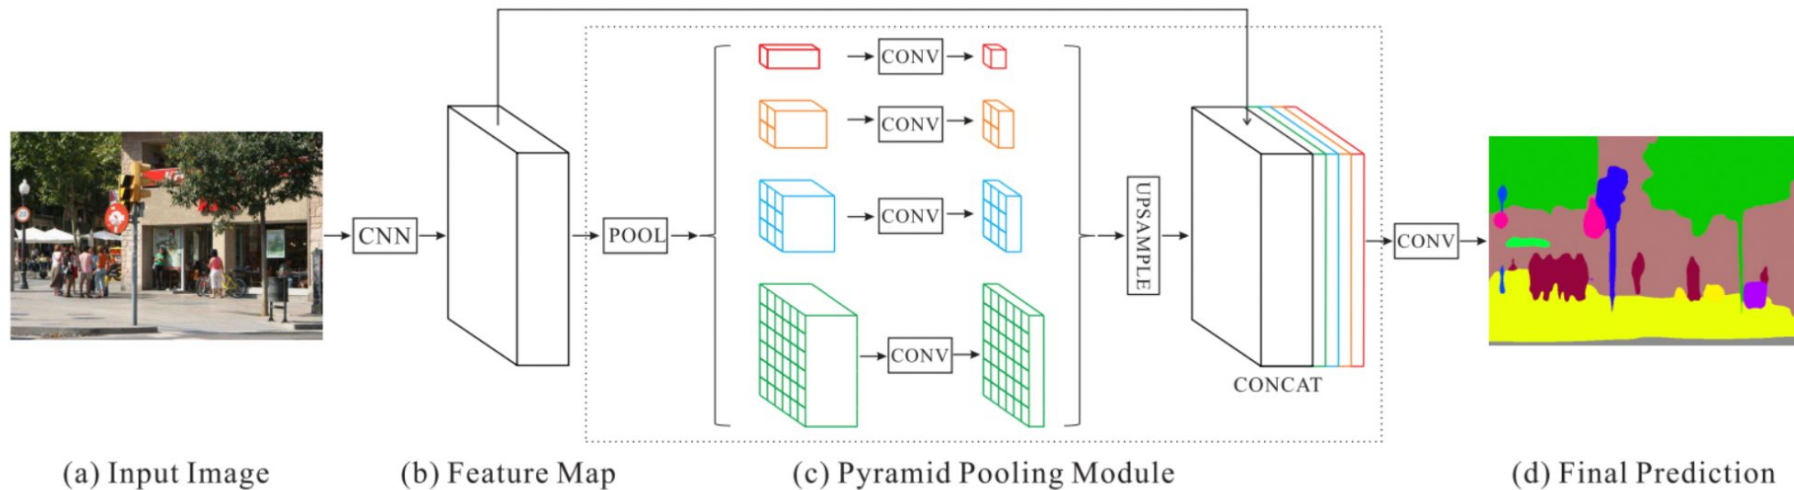 CNN
POOL
CONV
CONV
CONV
CONV
UPSAMPLE
CONCAT
CONV
(a) Input Image
(b) Feature Map
(c) Pyramid Pooling Module
(d) Final Prediction